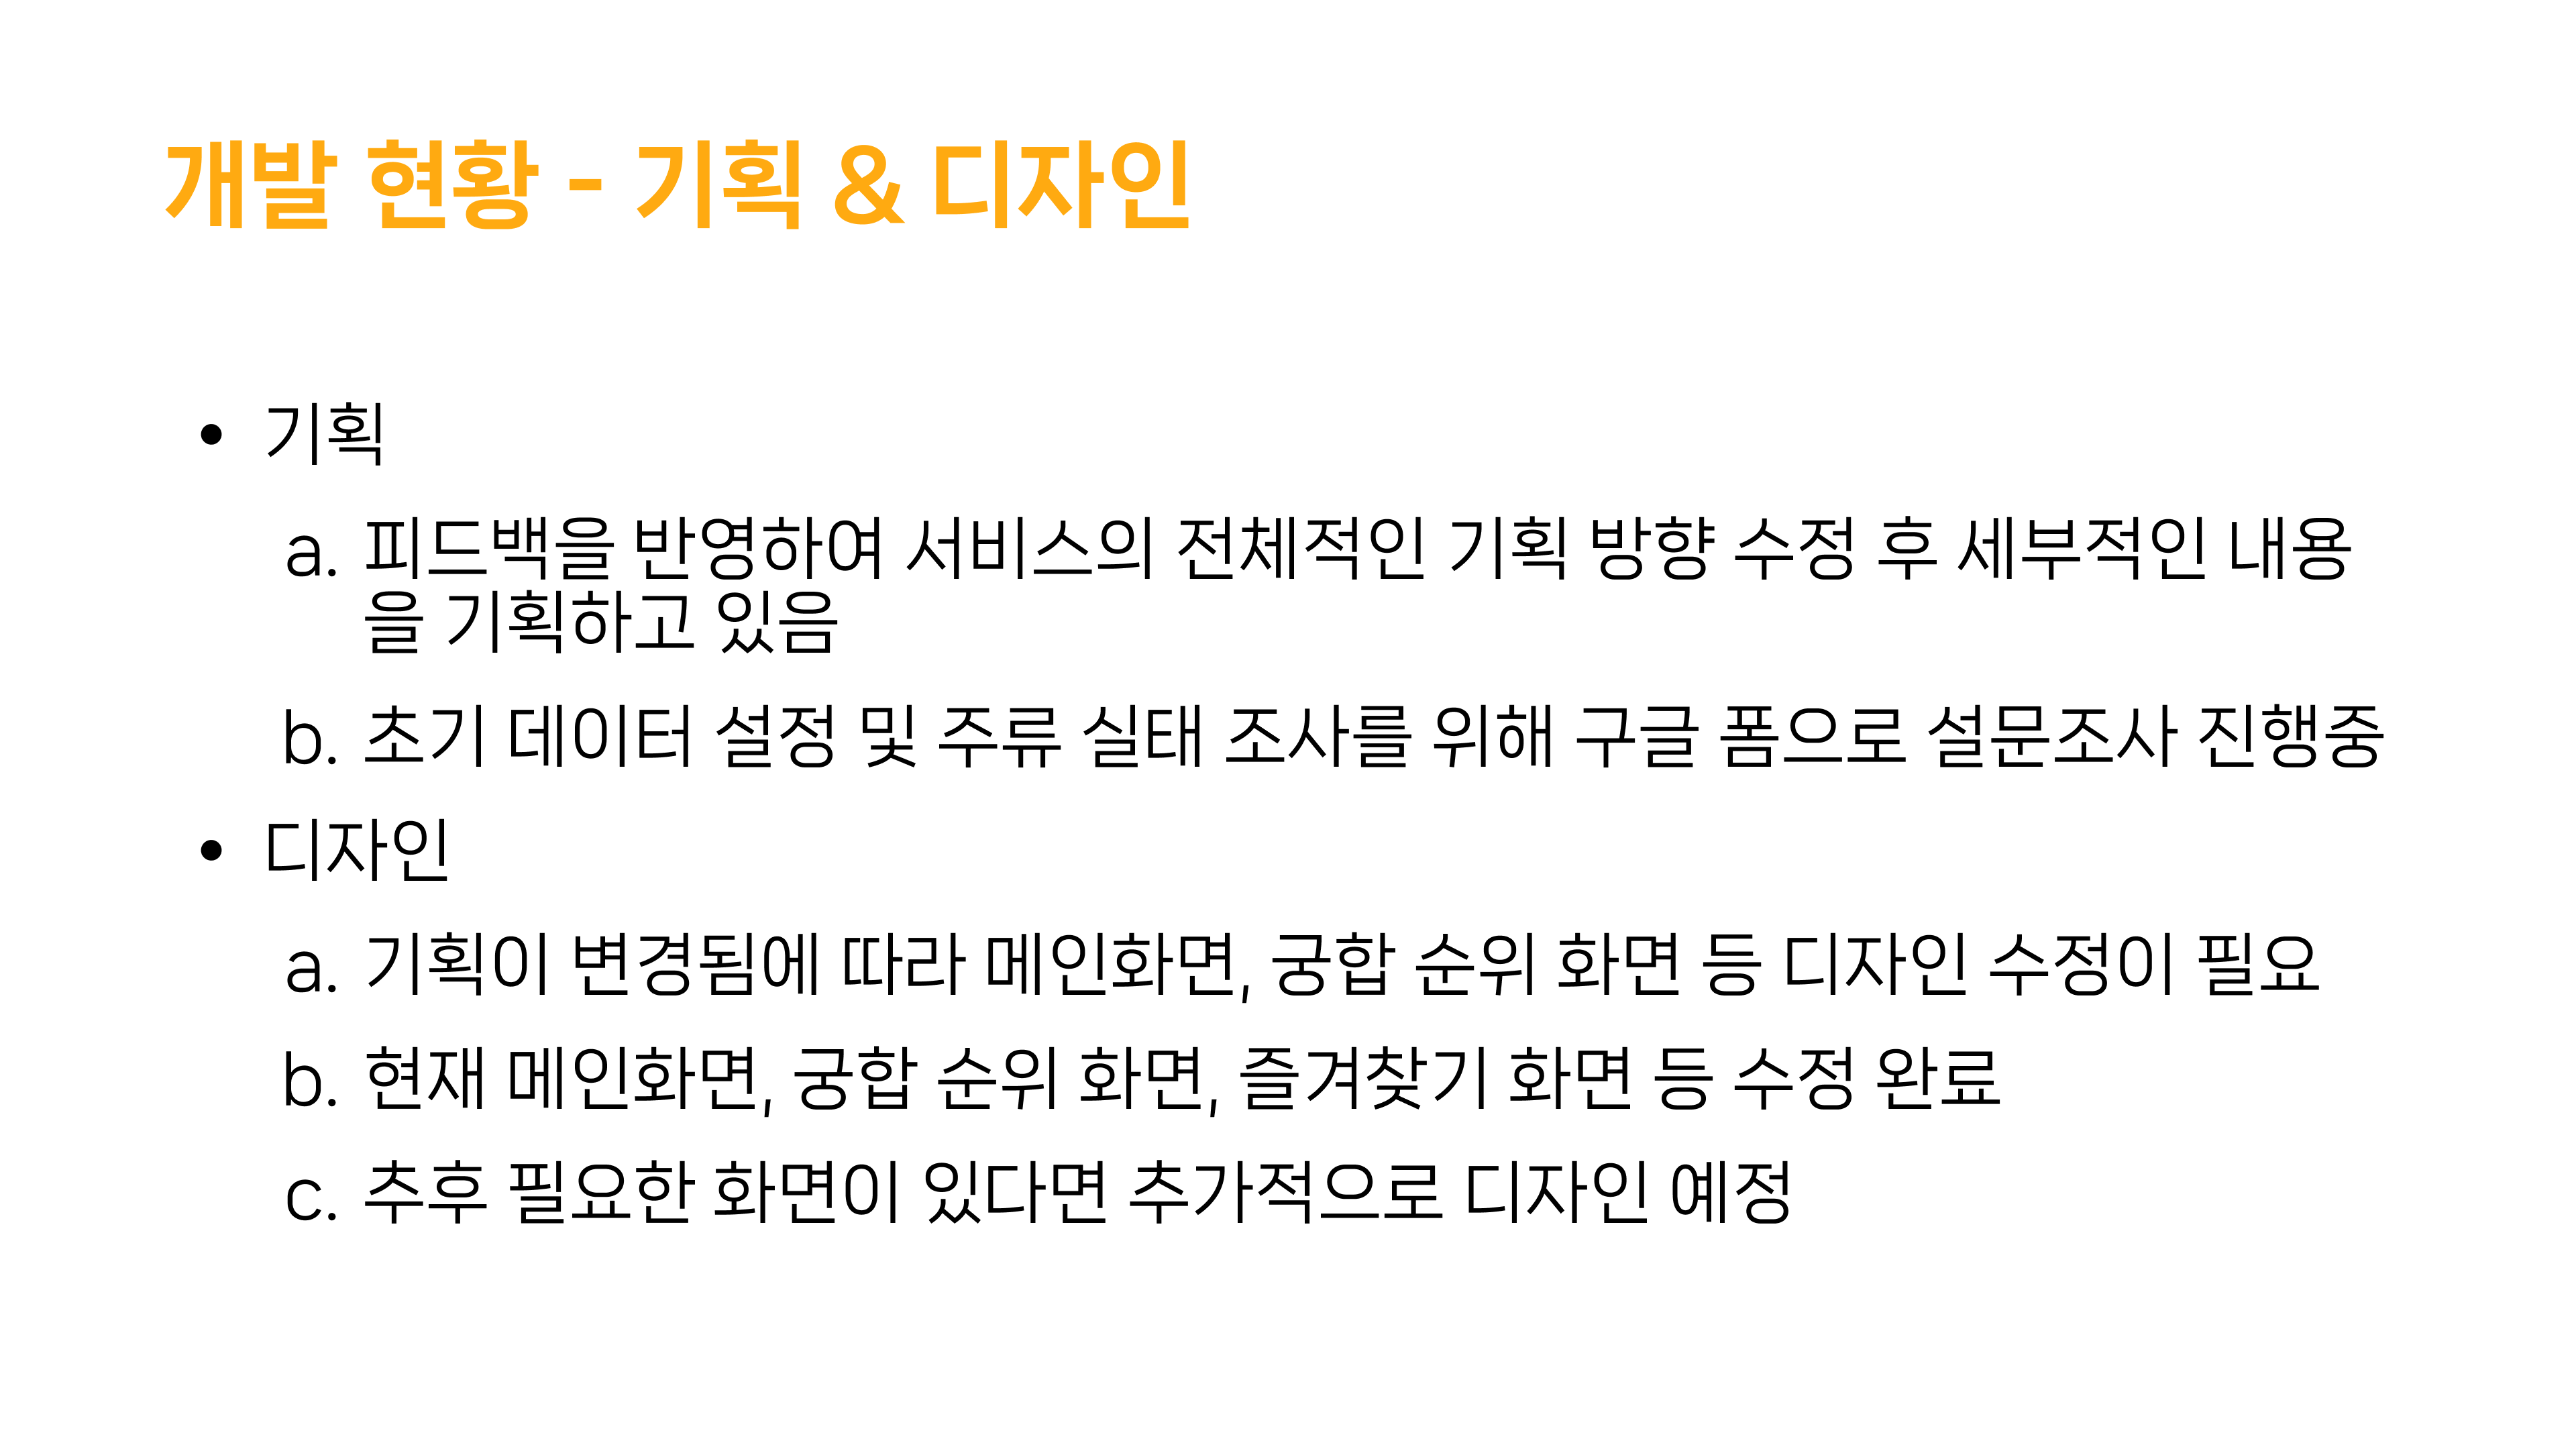 개발 현황 - 기획 & 디자인
• 기획
a. 피드백을 반영하여 서비스의 전체적인 기획 방향 수정 후 세부적인 내용
을 기획하고 있음
b. 초기 데이터 설정 및 주류 실태 조사를 위해 구글 폼으로 설문조사 진행중
• 디자인
a. 기획이 변경됨에 따라 메인화면, 궁합 순위 화면 등 디자인 수정이 필요
b. 현재 메인화면, 궁합 순위 화면, 즐겨찾기 화면 등 수정 완료
c. 추후 필요한 화면이 있다면 추가적으로 디자인 예정